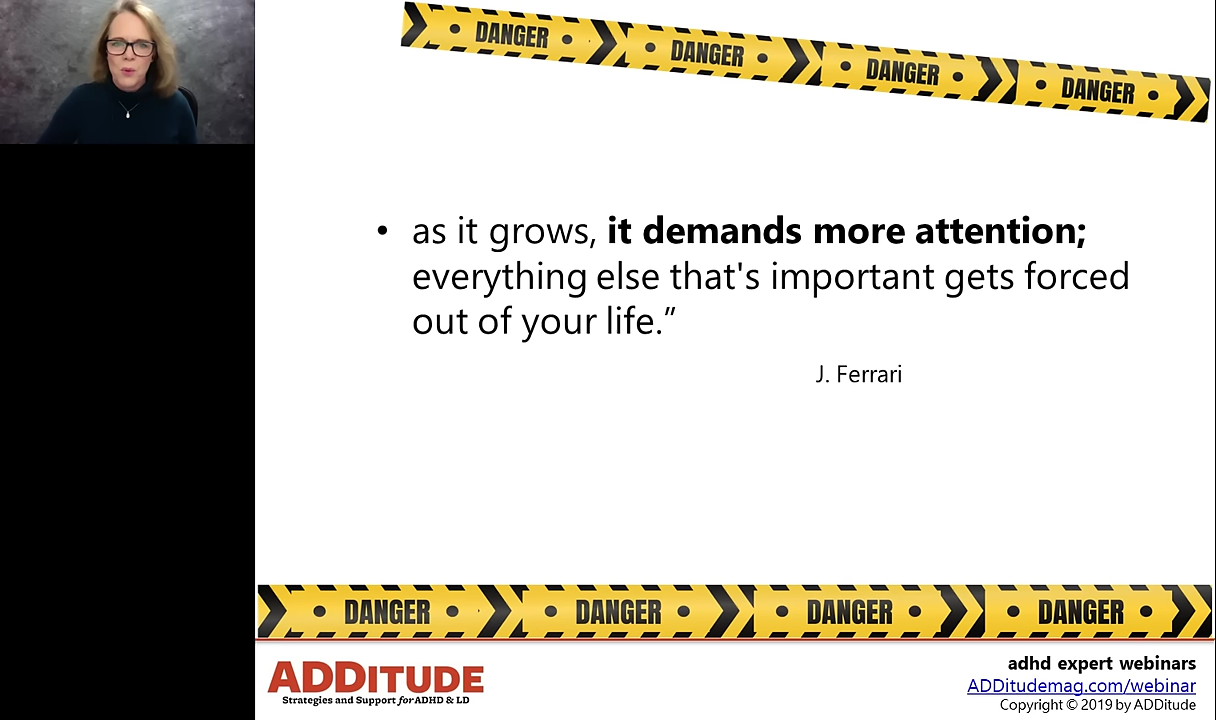 DANGER DANGER DANGER DANGER
• as it grows, it demands more attention;
everything else that's important gets forced
out of your life.”
J. Ferrari
DANGER DANGER DANGER DANGER
ADDITUDE
Strategies and Support for ADHD & LD
adhd expert webinars
ADDitudemag.com/webinar
Copyright © 2019 by ADDitude